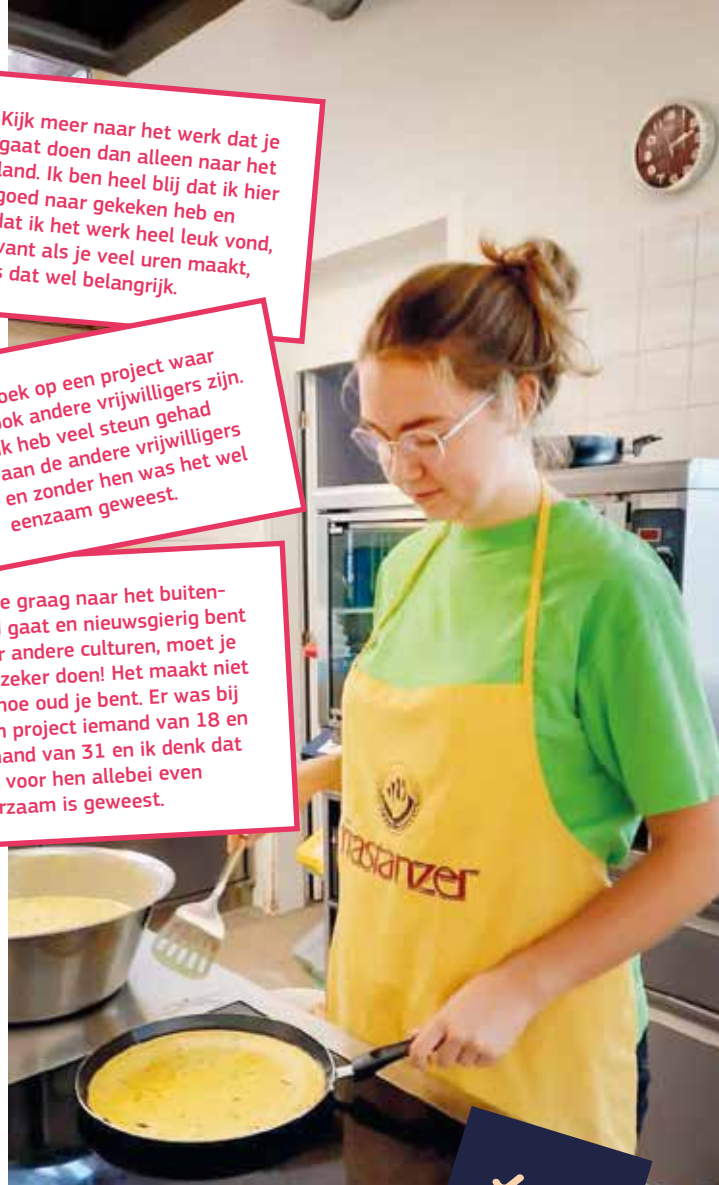 Kijk meer naar het werk dat je
gaat doen dan alleen naar het
land. Ik ben heel blij dat ik hier
goed naar gekeken heb en
dat ik het werk heel leuk vond,
want als je veel uren maakt,
dat wel belangrijk.
op een project waar
ook andere vrijwilligers zijn.
Ik heb veel steun gehad
aan de andere vrijwilligers
en zonder hen was het wel
eenzaam geweest.
je graag naar het buiten-
gaat en nieuwsgierig bent
andere culturen, moet je
zeker doen! Het maakt niet
hoe oud je bent. Er was bij
project iemand van 18 en
van 31 en ik denk dat
voor hen allebei even
is geweest.